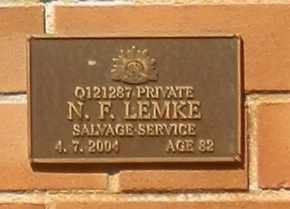 Q121287 PRIVATE
N. F. LEMKE
SALVAGE SERVICE
4. 7. 2004 AGE 82